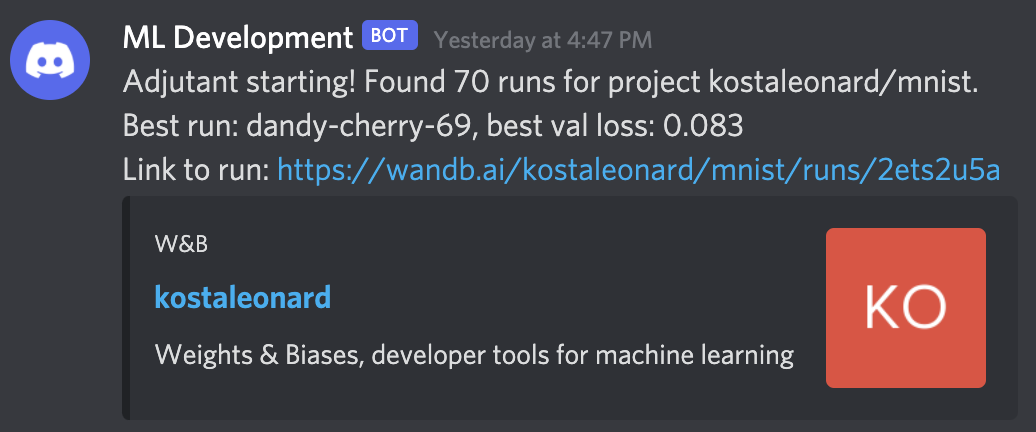 ML Development BOT Yesterday at 4:47 PM
Adjutant starting! Found 70 runs for project kostaleonard/mnist.
Best run: dandy-cherry-69, best val loss: 0.083
Link to run: https://wandb.ai/kostaleonard/mnist/runs/2ets2u5a
W&B
kostaleonard
Weights & Biases, developer tools for machine learning
KO